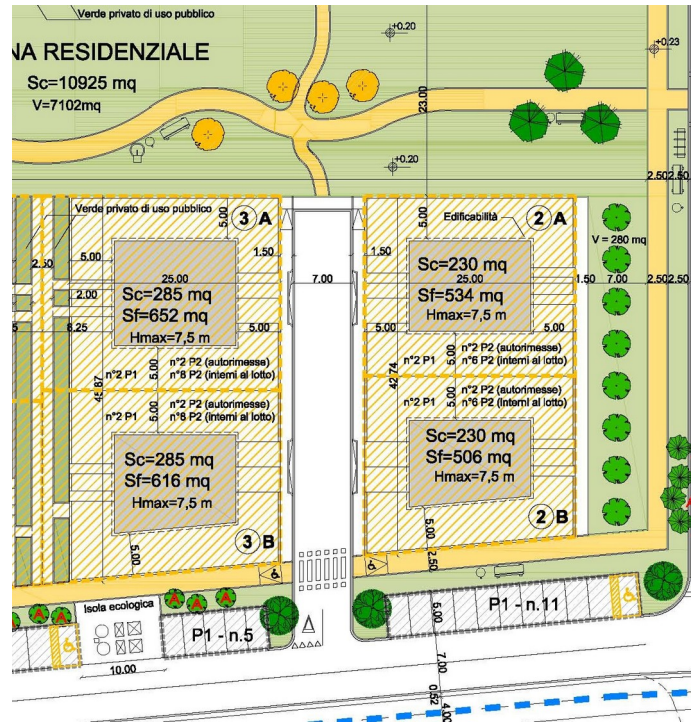 Verde privato di uso pubblico
+0.20
+0.23
NA RESIDENZIALE
Sc=10925 mq
V=7102mq
23.00
+0.20
2.50
2.50
Verde privato di uso pubblico
3 A
5.00
5.00
Edificabilità
2 A
V = 280 mq
2.50
5.00
1.50
1.50
25.00
7.00
25.00
1.50
7.00
2.50
2.50
2.00
Sc=285 mq
Sf=652 mq
Hmax=7,5 m
Sc=230 mq
Sf=534 mq
Hmax=7,5 m
6.25
5.00
5.00
5.00
n°2 P2 (autorimesse)
n°2 P1
n°8 P2 (interni al lotto)
5.00
n°2 P2 (autorimesse)
n°2 P1
n°6 P2 (interni al lotto)
5.00
45.87
42.74
n°2 P2 (autorimesse)
n°2 P1
n°8 P2 (interni al lotto)
5.00
n°2 P2 (autorimesse)
n°2 P1
n°6 P2 (interni al lotto)
5.00
Sc=285 mq
Sf=616 mq
Hmax=7,5 m
Sc=230 mq
Sf=506 mq
Hmax=7,5 m
5.00
3 B
5.00
2 B
2.50
Isola ecologica
A A A A A A
P1 - n.5
P1 - n.11
5.00
10.00
7.00
0.52
4.00